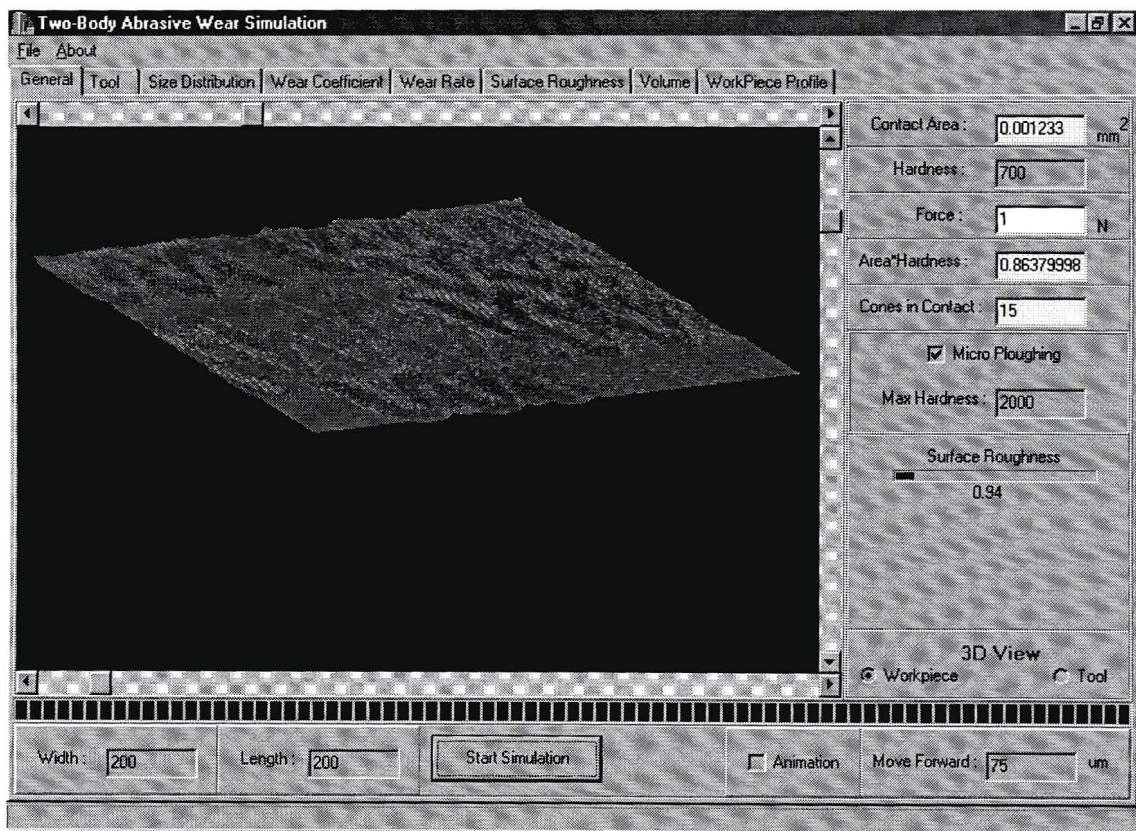 Two-Body Abrasive Wear Simulation
File About
General Tool Size Distribution Wear Coefficient Wear Rate Surface Roughness Volume WorkPiece Profile
Contact Area : 0.001233 mm2
Hardness : 700
Force : 1 N
Area*Hardness : 0.86379998
Cones in Contact : 15
Micro Ploughing
Max Hardness : 2000
Surface Roughness
0.94
3D View
Workpiece Tool
Width : 200 Length : 200 Start Simulation Animation Move Forward : 75 um